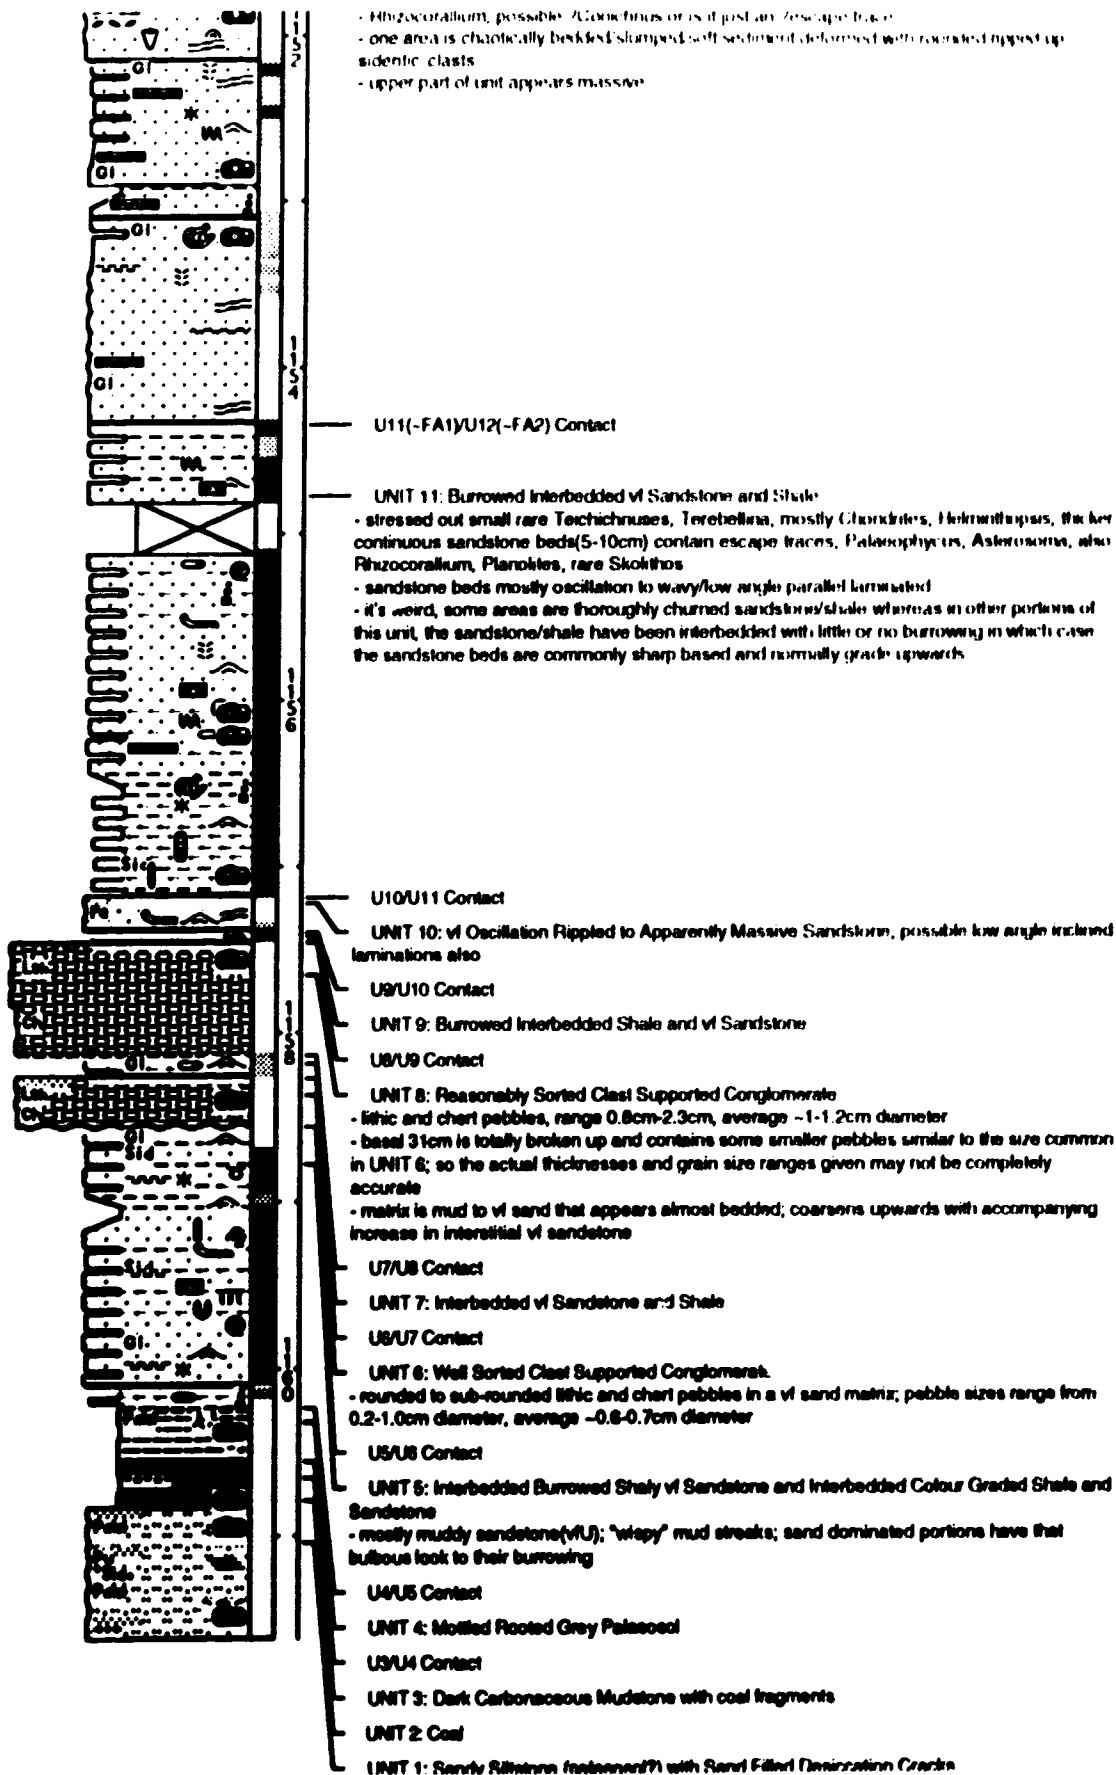 - Rhizocorallium, possible ?Conichnus or is it just an ?escape trace
- one area is chaotically bedded/slumped/soft sediment deformed with rounded ripped up
sideritic clasts
- upper part of unit appears massive
1152
Gl
Gl
Gl
1154
Gl
U11(~FA1)/U12(~FA2) Contact
UNIT 11: Burrowed Interbedded vf Sandstone and Shale
- stressed out small rare Teichichnuses, Terebellina, mostly Chondrites, Helminthopsis, thicker
continuous sandstone beds(5-10cm) contain escape traces, Palaeophycus, Asterosoma, also
Rhizocorallium, Planolites, rare Skolithos
- sandstone beds mostly oscillation to wavy/low angle parallel laminated
- it's weird, some areas are thoroughly churned sandstone/shale whereas in other portions of
this unit, the sandstone/shale have been interbedded with little or no burrowing in which case
the sandstone beds are commonly sharp based and normally grade upwards
1156
U10/U11 Contact
UNIT 10: vf Oscillation Rippled to Apparently Massive Sandstone, possible low angle inclined
laminations also
U9/U10 Contact
UNIT 9: Burrowed Interbedded Shale and vf Sandstone
1158
U8/U9 Contact
Gl
UNIT 8: Reasonably Sorted Clast Supported Conglomerate
- lithic and chert pebbles, range 0.8cm-2.3cm, average ~1-1.2cm diameter
- basal 31cm is totally broken up and contains some smaller pebbles similar to the size common
in UNIT 6; so the actual thicknesses and grain size ranges given may not be completely
accurate
- matrix is mud to vf sand that appears almost bedded; coarsens upwards with accompanying
increase in interstitial vf sandstone
Gl
Sid
U7/U8 Contact
Sid
UNIT 7: Interbedded vf Sandstone and Shale
U6/U7 Contact
Gl
1160
UNIT 6: Well Sorted Clast Supported Conglomerate
- rounded to sub-rounded lithic and chert pebbles in a vf sand matrix; pebble sizes range from
0.2-1.0cm diameter, average ~0.6-0.7cm diameter
U5/U6 Contact
UNIT 5: Interbedded Burrowed Shaly vf Sandstone and Interbedded Colour Graded Shale and
Sandstone
- mostly muddy sandstone(vfU); "wispy" mud streaks; sand dominated portions have that
bulbous look to their burrowing
U4/U5 Contact
UNIT 4: Mottled Rooted Grey Palaeosol
U3/U4 Contact
UNIT 3: Dark Carbonaceous Mudstone with coal fragments
UNIT 2: Coal
UNIT 1: Sandy Siltstone (palaeosol?) with Sand Filled Desiccation Cracks